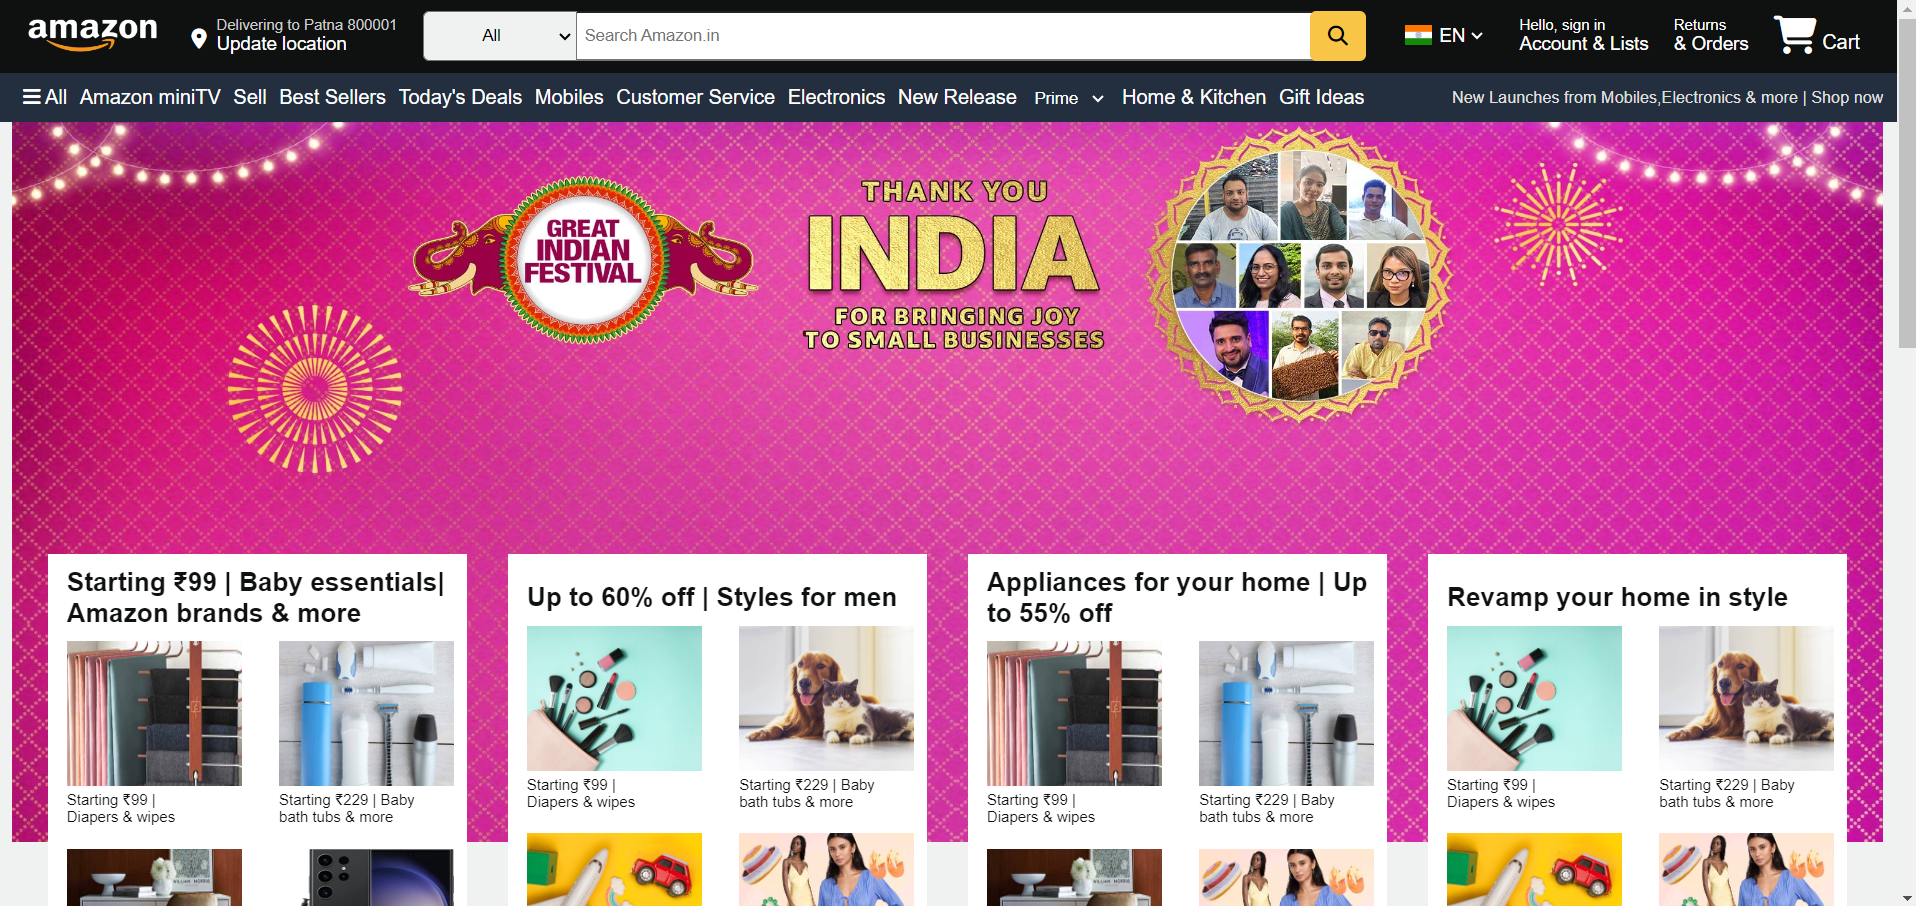 amazon
Delivering to Patna 800001
Update location
All
Search Amazon.in
EN
Hello, sign in
Account & Lists
Returns
& Orders
Cart
All Amazon miniTV Sell Best Sellers Today's Deals Mobiles Customer Service Electronics New Release Prime Home & Kitchen Gift Ideas
New Launches from Mobiles,Electronics & more | Shop now
GREAT
INDIAN
FESTIVAL
THANK YOU
INDIA
FOR BRINGING JOY
TO SMALL BUSINESSES
Starting ₹99 | Baby essentials|
Amazon brands & more
Starting ₹99 |
Diapers & wipes
Starting ₹229 | Baby
bath tubs & more
WILLIAM MORRIS
Up to 60% off | Styles for men
Starting ₹99 |
Diapers & wipes
Starting ₹229 | Baby
bath tubs & more
Appliances for your home | Up
to 55% off
Starting ₹99 |
Diapers & wipes
Starting ₹229 | Baby
bath tubs & more
WILLIAM MORRIS
Revamp your home in style
Starting ₹99 |
Diapers & wipes
Starting ₹229 | Baby
bath tubs & more